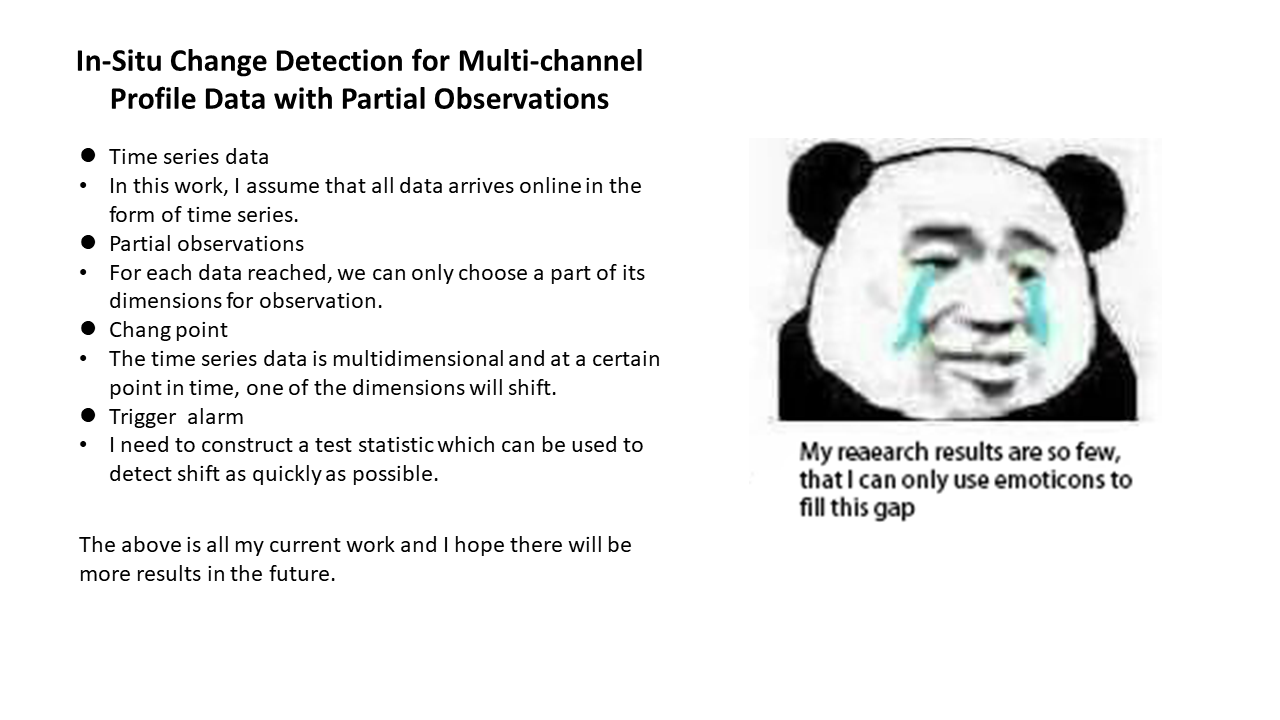 In-Situ Change Detection for Multi-channel
Profile Data with Partial Observations
● Time series data
• In this work, I assume that all data arrives online in the
form of time series.
● Partial observations
• For each data reached, we can only choose a part of its
dimensions for observation.
● Chang point
• The time series data is multidimensional and at a certain
point in time, one of the dimensions will shift.
● Trigger alarm
• I need to construct a test statistic which can be used to
detect shift as quickly as possible.
The above is all my current work and I hope there will be
more results in the future.
My reaearch results are so few,
that I can only use emoticons to
fill this gap